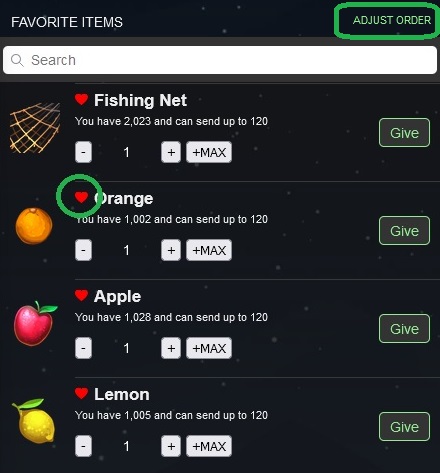 FAVORITE ITEMS
ADJUST ORDER
Search
Fishing Net
You have 2,023 and can send up to 120
- 1 + +MAX
Give
Orange
You have 1,002 and can send up to 120
- 1 + +MAX
Give
Apple
You have 1,028 and can send up to 120
- 1 + +MAX
Give
Lemon
You have 1,005 and can send up to 120
- 1 + +MAX
Give